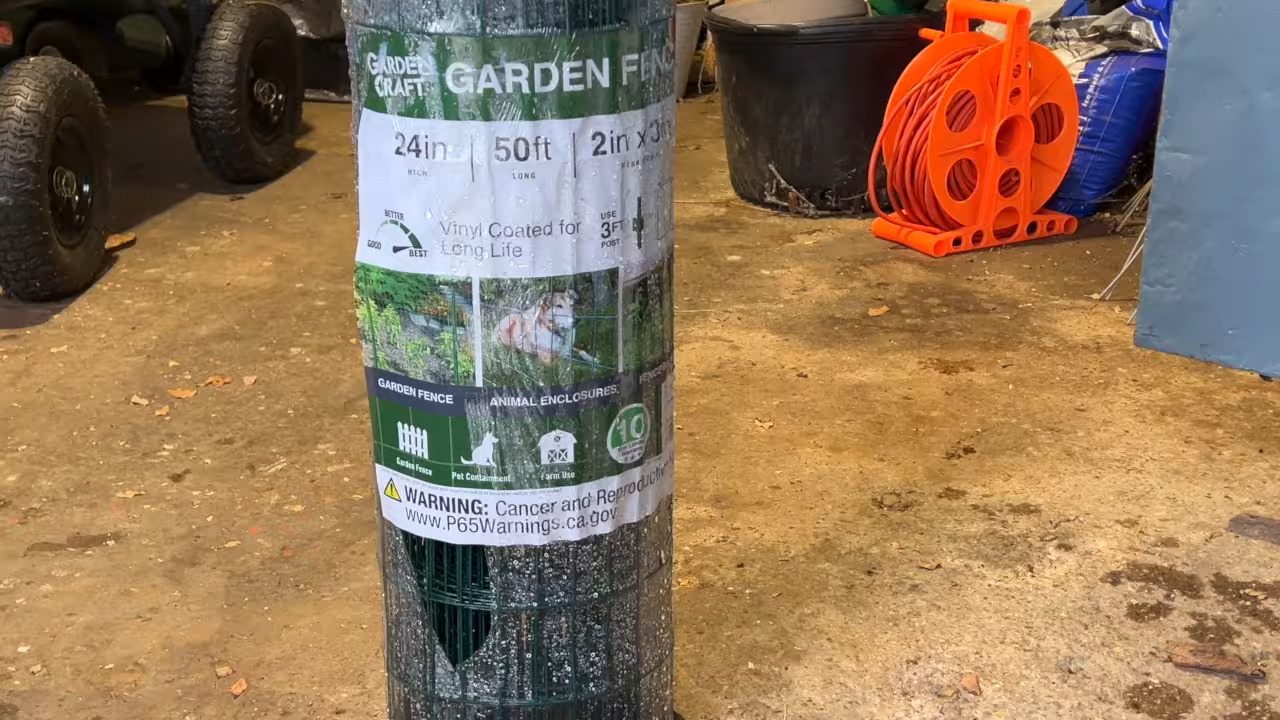 GARDEN CRAFT
GARDEN FENC
24in
HIGH
50ft
LONG
2in x 3in
MESH
BETTER
GOOD
BEST
Vinyl Coated for
Long Life
USE
3FT
POST
GARDEN FENCE
ANIMAL ENCLOSURES
Garden Fence
Pet Containment
Farm Use
10
WARNING: Cancer and Reproducti
www.P65Warnings.ca.gov